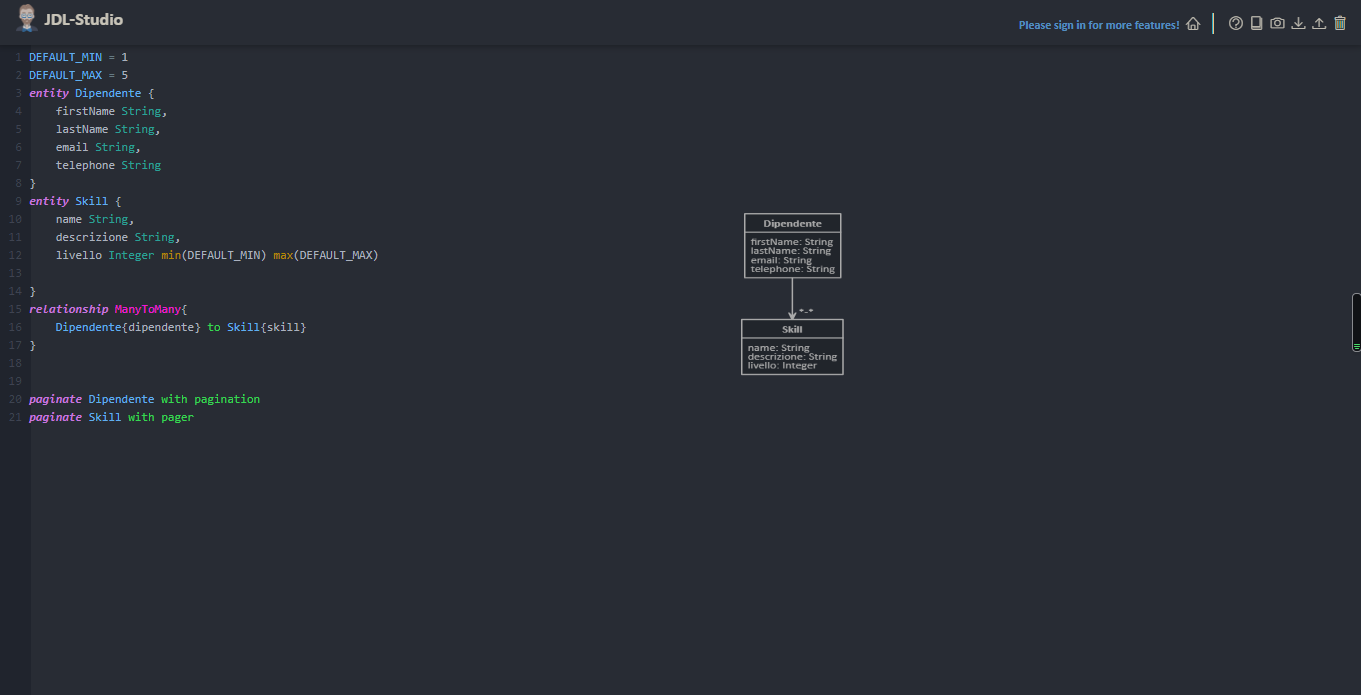 JDL-Studio
Please sign in for more features!
1 DEFAULT_MIN = 1
2 DEFAULT_MAX = 5
3 entity Dipendente {
4     firstName String,
5     lastName String,
6     email String,
7     telephone String
8 }
9 entity Skill {
10     name String,
11     descrizione String,
12     livello Integer min(DEFAULT_MIN) max(DEFAULT_MAX)
13
14 }
15 relationship ManyToMany{
16     Dipendente{dipendente} to Skill{skill}
17 }
18
19
20 paginate Dipendente with pagination
21 paginate Skill with pager
Dipendente
firstName: String
lastName: String
email: String
telephone: String
*-*
Skill
name: String
descrizione: String
livello: Integer